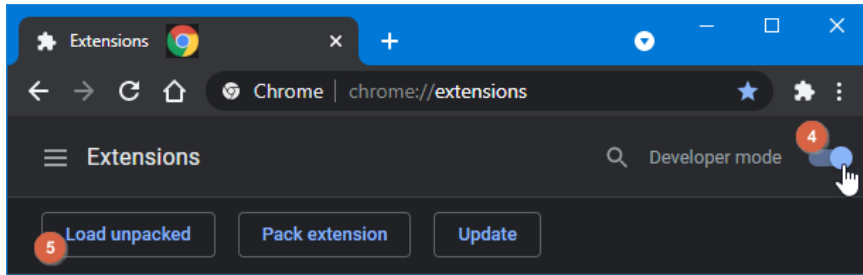 Extensions
Chrome | chrome://extensions
Extensions
Developer mode
4
Load unpacked
Pack extension
Update
5